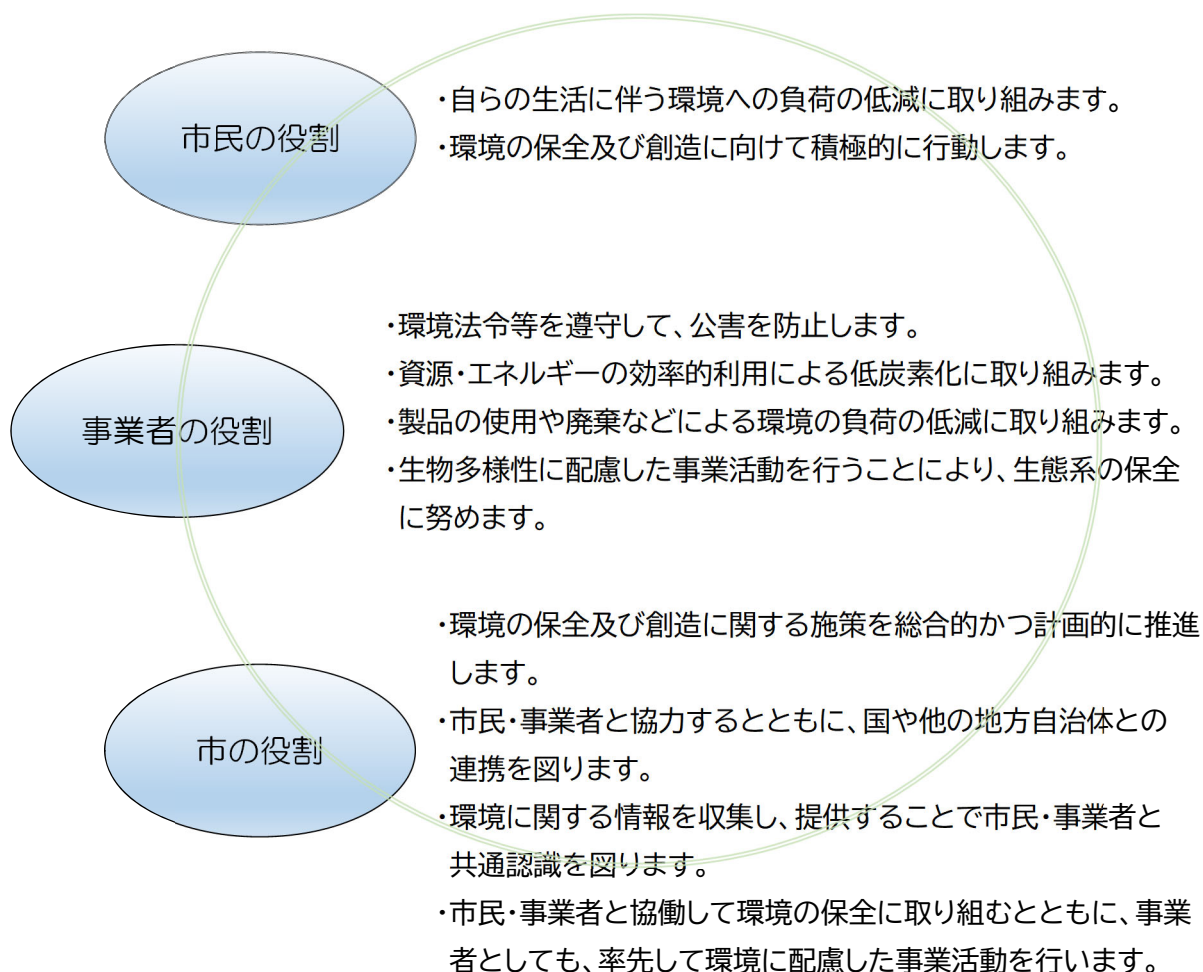 市民の役割
・自らの生活に伴う環境への負荷の低減に取り組みます。
・環境の保全及び創造に向けて積極的に行動します。
事業者の役割
・環境法令等を遵守して、公害を防止します。
・資源・エネルギーの効率的利用による低炭素化に取り組みます。
・製品の使用や廃棄などによる環境の負荷の低減に取り組みます。
・生物多様性に配慮した事業活動を行うことにより、生態系の保全
に努めます。
市の役割
・環境の保全及び創造に関する施策を総合的かつ計画的に推進
します。
・市民・事業者と協力するとともに、国や他の地方自治体との
連携を図ります。
・環境に関する情報を収集し、提供することで市民・事業者と
共通認識を図ります。
・市民・事業者と協働して環境の保全に取り組むとともに、事業
者としても、率先して環境に配慮した事業活動を行います。